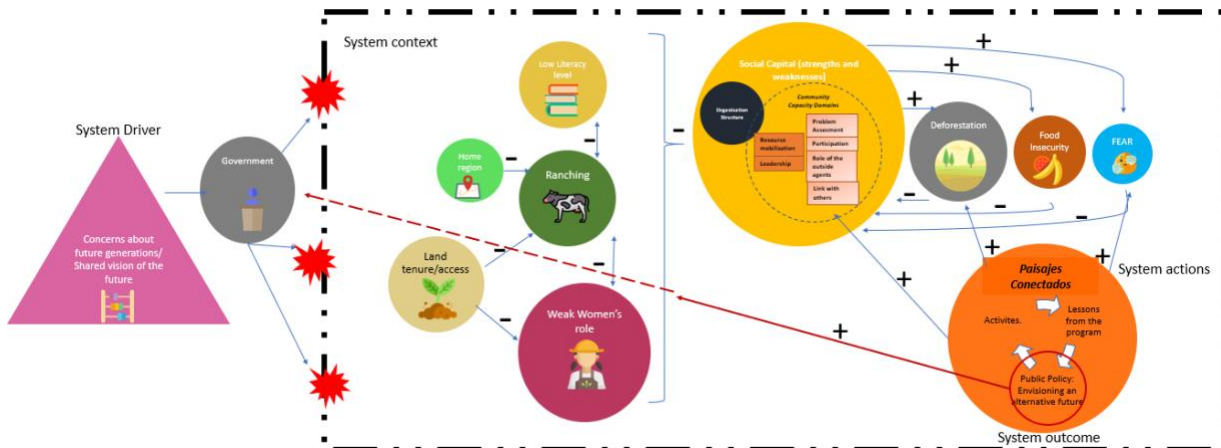 System context
System Driver
Concerns about
future generations/
Shared vision of the
future
Government
Low Literacy
level
Home
region
Ranching
Land
tenure/access
Weak Women's
role
-
-
-
-
-
-
Social Capital (strengths and
weaknesses)
Organisation
Structure
Community
Capacity Domains
Resource
mobilisation
Leadership
Problem
Assesment
Participation
Role of the
outside
agents
Link with
others
+
+
+
Deforestation
Food
Insecurity
FEAR
-
-
-
+
+
+
+
System actions
Paisajes
Conectados
Activites.
Lessons
from the
program
Public Policy:
Envisioning an
alternative future
System outcome